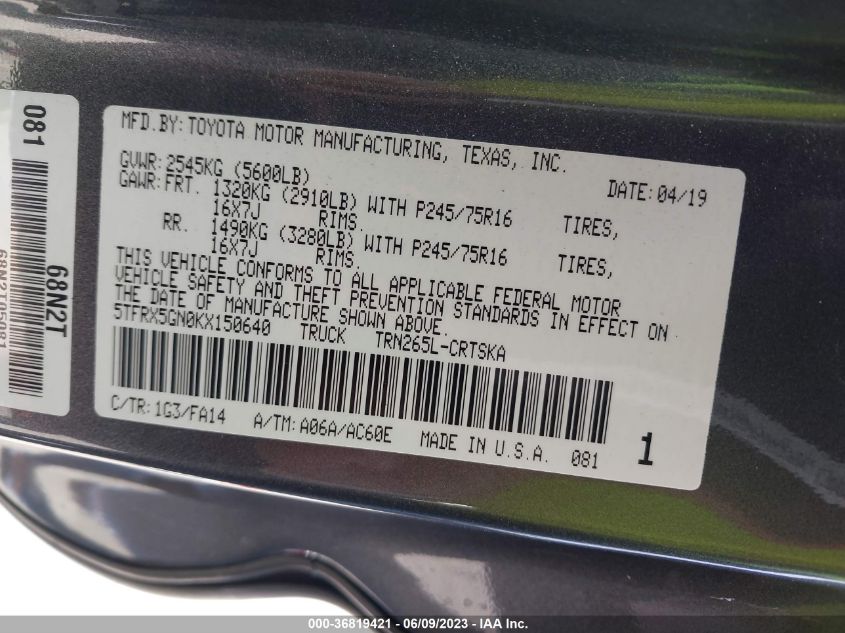 MFD.BY:TOYOTA MOTOR MANUFACTURING, TEXAS, INC.
GVWR:2545KG (5600LB) DATE:04/19
GAWR:FRT. 1320KG (2910LB) WITH P245/75R16 TIRES,
16X7J RIMS.
RR. 1490KG (3280LB) WITH P245/75R16 TIRES,
16X7J RIMS.
THIS VEHICLE CONFORMS TO ALL APPLICABLE FEDERAL MOTOR
VEHICLE SAFETY AND THEFT PREVENTION STANDARDS IN EFFECT ON
THE DATE OF MANUFACTURE SHOWN ABOVE.
5TFRX5GN0KX150640 TRUCK TRN265L-CRTSKA
C/TR:1G3/FA14 A/TM:A06A/AC60E MADE IN U.S.A. 081 1
081
68N2T
000-36819421 - 06/09/2023 - IAA Inc.